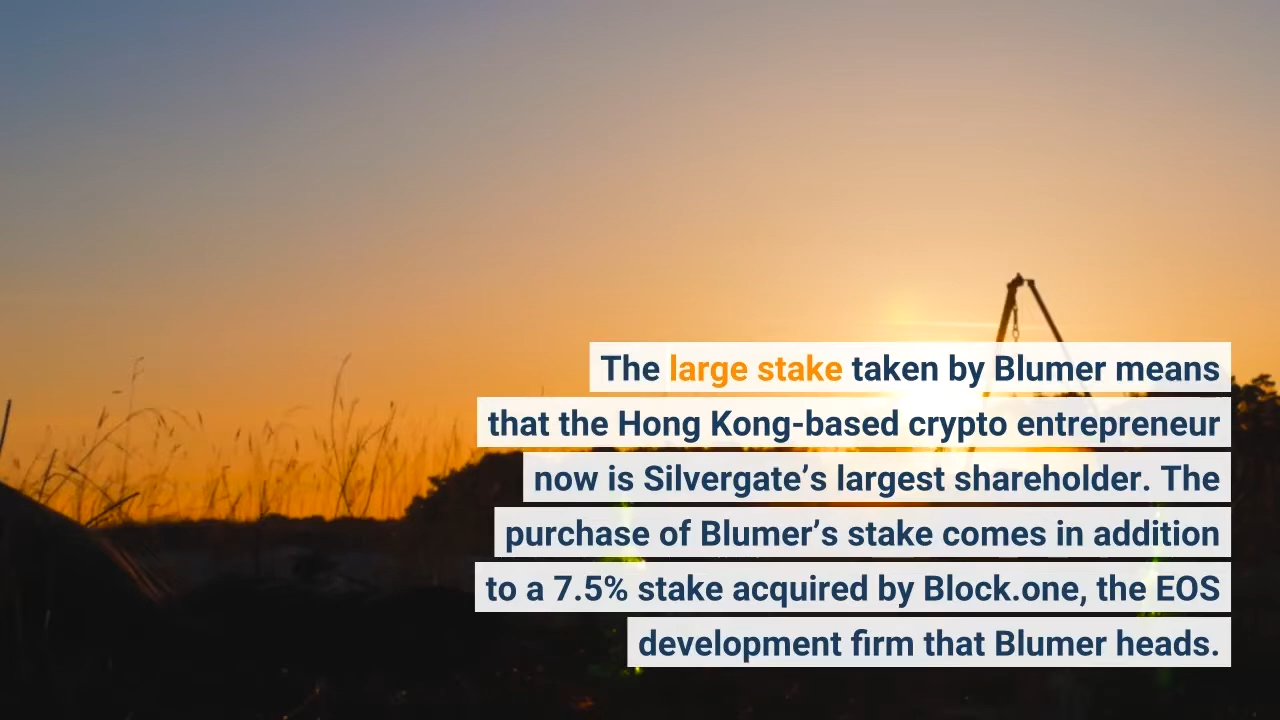 The large stake taken by Blumer means
that the Hong Kong-based crypto entrepreneur
now is Silvergate’s largest shareholder. The
purchase of Blumer’s stake comes in addition
to a 7.5% stake acquired by Block.one, the EOS
development firm that Blumer heads.